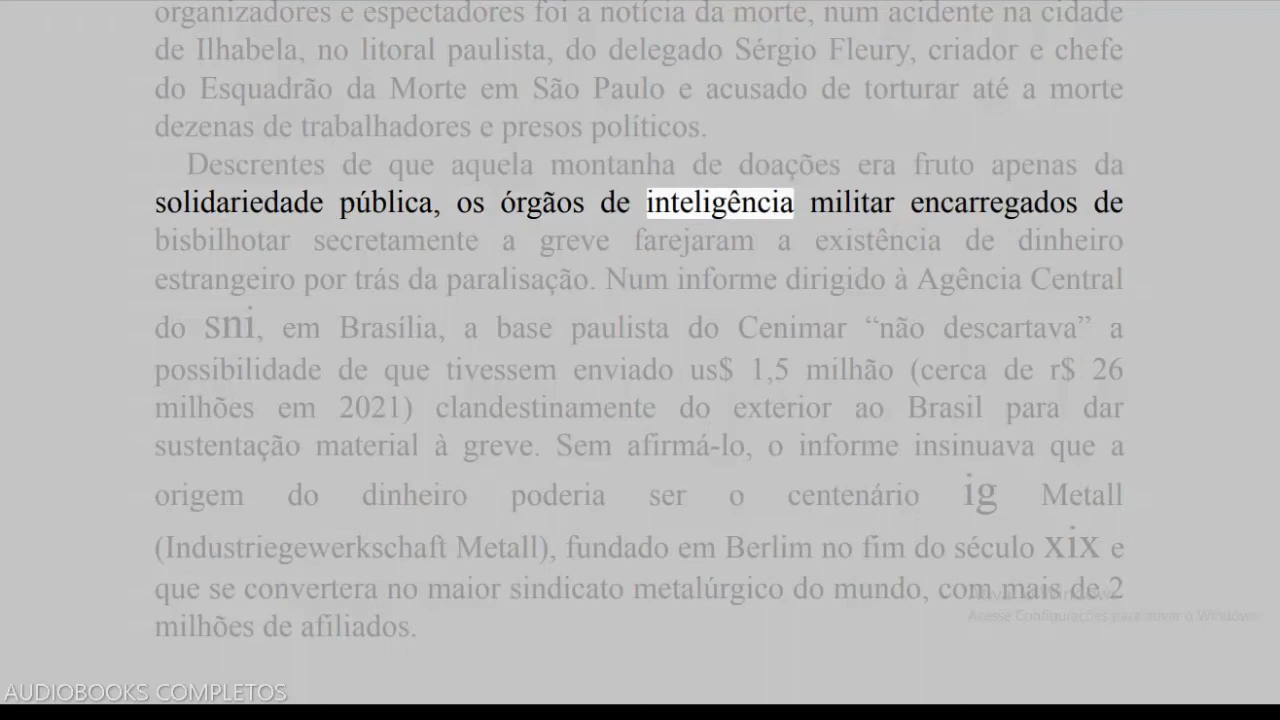 organizadores e espectadores foi a notícia da morte, num acidente na cidade
de Ilhabela, no litoral paulista, do delegado Sérgio Fleury, criador e chefe
do Esquadrão da Morte em São Paulo e acusado de torturar até a morte
dezenas de trabalhadores e presos políticos.
Descrentes de que aquela montanha de doações era fruto apenas da
solidariedade pública, os órgãos de inteligência militar encarregados de
bisbilhotar secretamente a greve farejaram a existência de dinheiro
estrangeiro por trás da paralisação. Num informe dirigido à Agência Central
do sni, em Brasília, a base paulista do Cenimar “não descartava” a
possibilidade de que tivessem enviado us$ 1,5 milhão (cerca de r$ 26
milhões em 2021) clandestinamente do exterior ao Brasil para dar
sustentação material à greve. Sem afirmá-lo, o informe insinuava que a
origem do dinheiro poderia ser o centenário ig Metall
(Industriegewerkschaft Metall), fundado em Berlim no fim do século xix e
que se convertera no maior sindicato metalúrgico do mundo, com mais de 2
milhões de afiliados.
Ativar o Windows
Acesse Configurações para ativar o Windows.
AUDIOBOOKS COMPLETOS